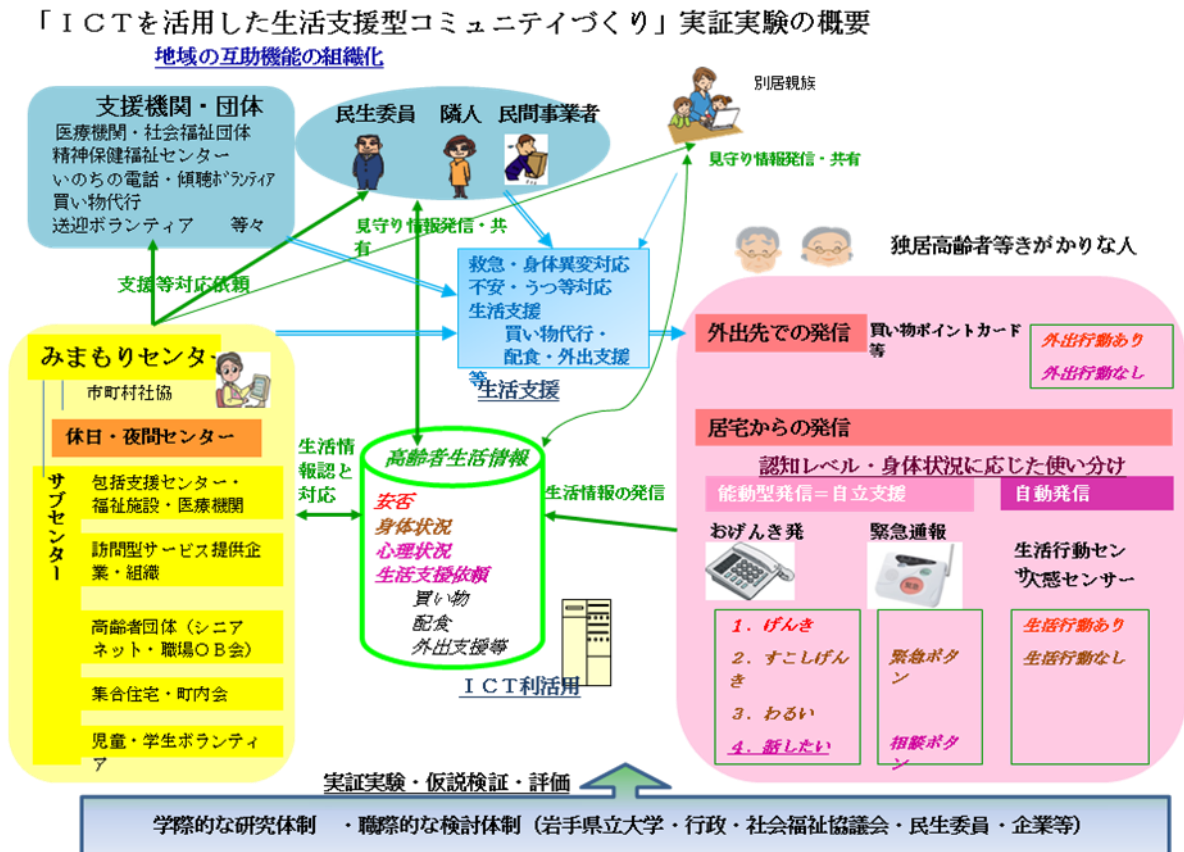 「ＩＣＴを活用した生活支援型コミュニテイづくり」実証実験の概要
地域の互助機能の組織化
支援機関・団体
医療機関・社会福祉団体
精神保健福祉センター
いのちの電話・傾聴ﾎﾞﾗﾝﾃｨｱ
買い物代行
送迎ボランティア　等々
民生委員　隣人　民間事業者
別居親族
見守り情報発信・共有
見守り情報発信・共
有
支援等対応依頼
救急・身体異変対応
不安・うつ等対応
生活支援
買い物代行・
配食・外出支援
等
生活支援
独居高齢者等きがかりな人
外出先での発信
買い物ポイントカード
等
外出行動あり
外出行動なし
居宅からの発信
認知レベル・身体状況に応じた使い分け
能動型発信＝自立支援
自動発信
おげんき発
緊急通報
生活行動セン
サ
人感センサー
１．げんき
２．すこしげん
き
３．わるい
４．話したい
緊急ボタ
ン
相談ボタ
ン
生活行動あり
生活行動なし
みまもりセンター
市町村社協
休日・夜間センター
サブセンター
包括支援センター・
福祉施設・医療機関
訪問型サービス提供企
業・組織
高齢者団体（シニア
ネット・職場ＯＢ会）
集合住宅・町内会
児童・学生ボランティ
ア
生活情
報認と
対応
高齢者生活情報
安否
身体状況
心理状況
生活支援依頼
買い物
配食
外出支援等
生活情報の発信
ＩＣＴ利活用
実証実験・仮説検証・評価
学際的な研究体制　・職際的な検討体制（岩手県立大学・行政・社会福祉協議会・民生委員・企業等）